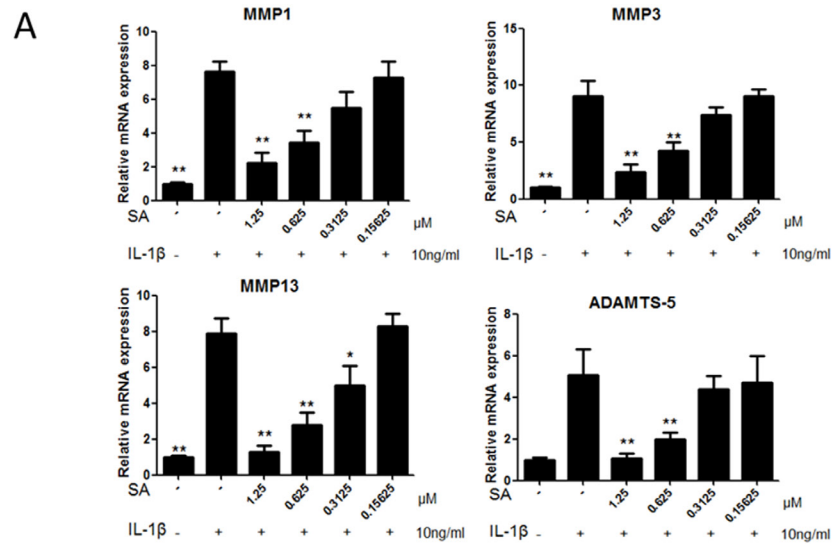 A
MMP1
Relative mRNA expression
8
6
4
2
0
** ** **
SA - - 1.25 0.625 0.3125 0.15625 µM
IL-1β - + + + + + 10ng/ml
MMP3
Relative mRNA expression
15
10
5
0
** ** **
SA - - 1.25 0.625 0.3125 0.15625 µM
IL-1β - + + + + + 10ng/ml
MMP13
Relative mRNA expression
10
8
6
4
2
0
** ** ** *
SA - - 1.25 0.625 0.3125 0.15625 µM
IL-1β - + + + + + 10ng/ml
ADAMTS-5
Relative mRNA expression
8
6
4
2
0
** **
SA - - 1.25 0.625 0.3125 0.15625 µM
IL-1β - + + + + + 10ng/ml